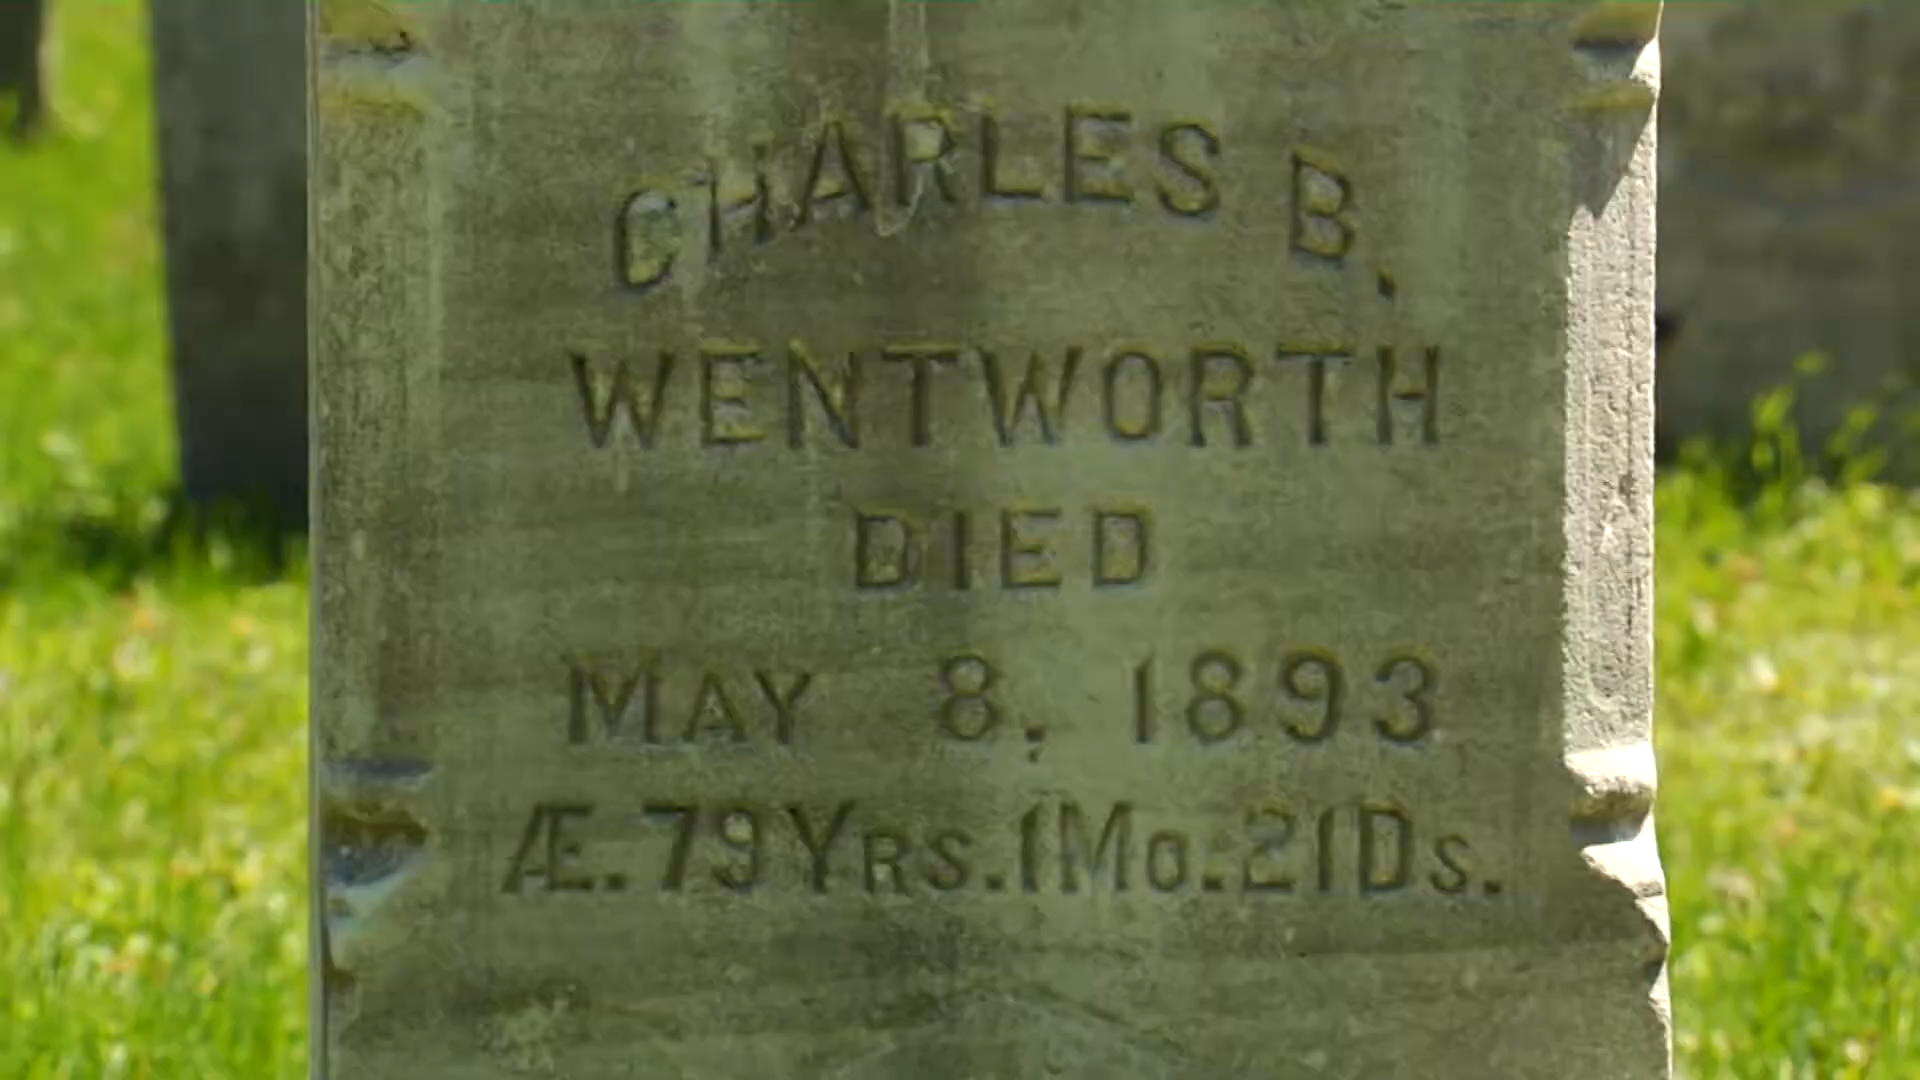 CHARLES B.
WENTWORTH
DIED
MAY 8, 1893
Æ. 79 YRS. 1 MO. 21 DS.